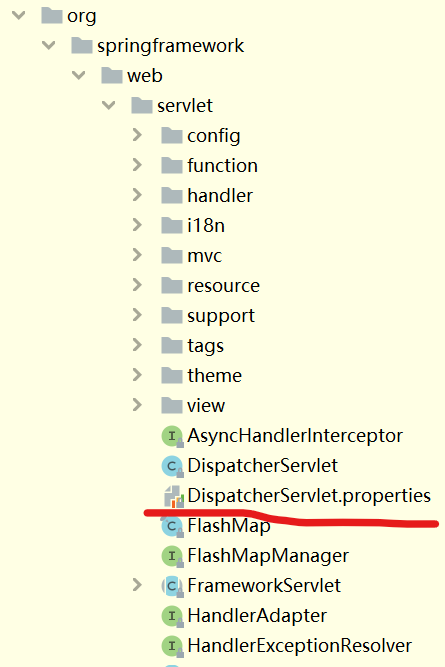 org
springframework
web
servlet
config
function
handler
i18n
mvc
resource
support
tags
theme
view
I AsyncHandlerInterceptor
C DispatcherServlet
DispatcherServlet.properties
C FlashMap
I FlashMapManager
C FrameworkServlet
I HandlerAdapter
I HandlerExceptionResolver